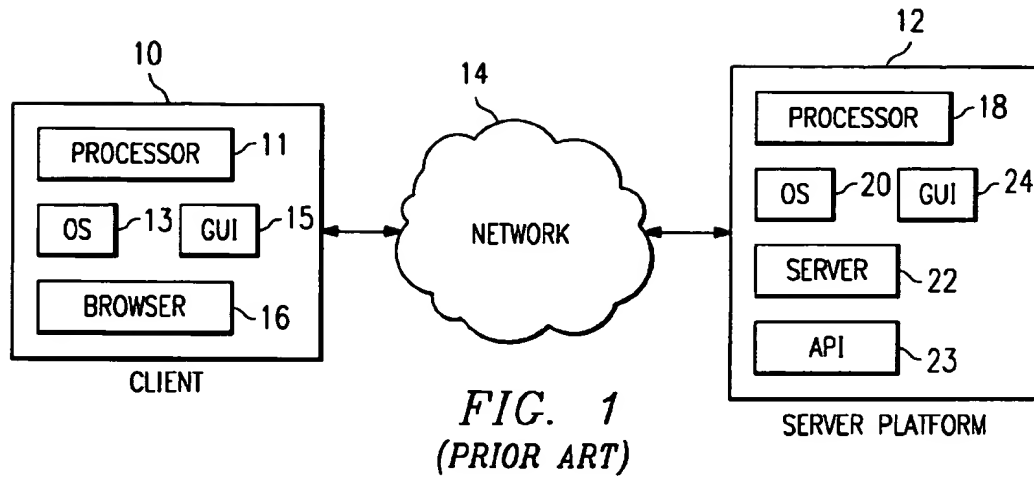 10
PROCESSOR 11
OS 13 GUI 15
BROWSER 16
CLIENT
14
NETWORK
12
PROCESSOR 18
OS 20 GUI 24
SERVER 22
API 23
SERVER PLATFORM
FIG. 1
(PRIOR ART)